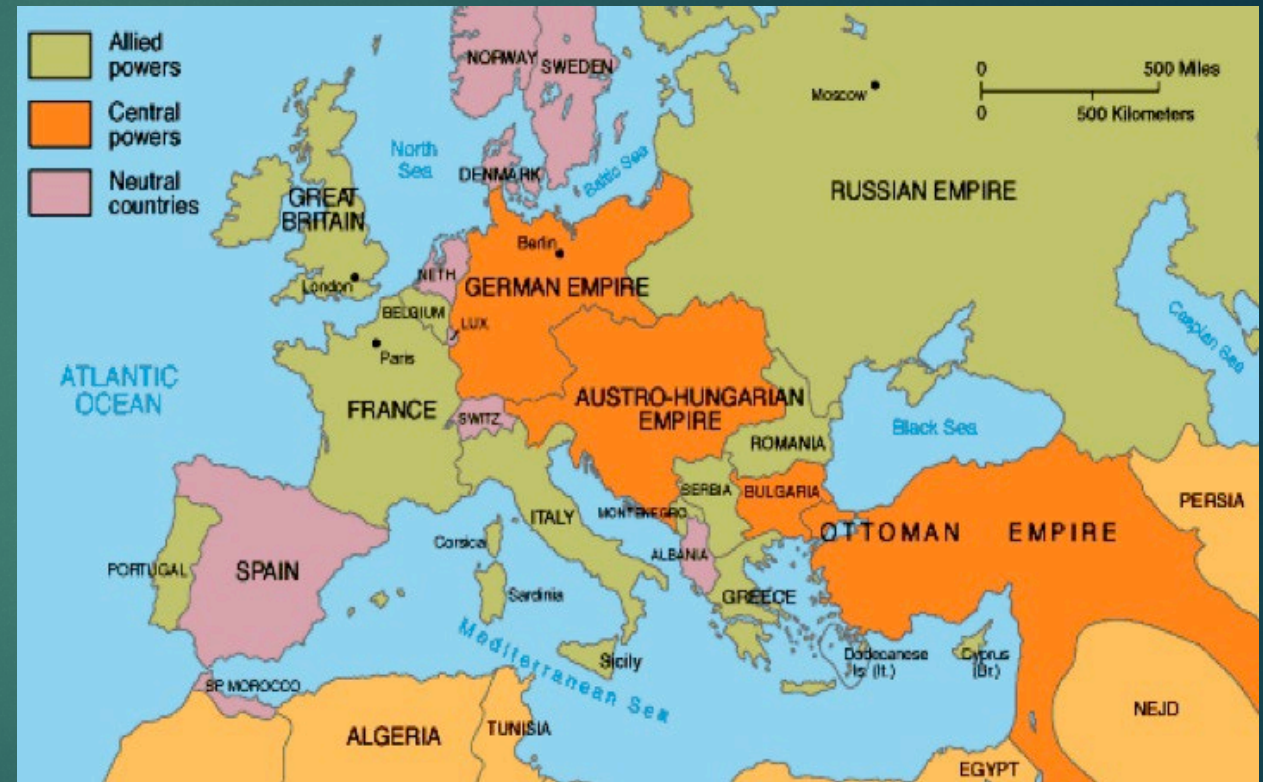 Allied
powers
Central
powers
Neutral
countries
0 500 Miles
0 500 Kilometers
NORWAY
SWEDEN
Moscow
North
Sea
DENMARK
Baltic Sea
RUSSIAN EMPIRE
GREAT
BRITAIN
Berlin
London
NETH
GERMAN EMPIRE
BELGIUM
LUX
Paris
Caspian Sea
ATLANTIC
OCEAN
FRANCE
SWITZ
AUSTRO-HUNGARIAN
EMPIRE
Black Sea
ROMANIA
SERBIA
BULGARIA
PERSIA
MONTENEGRO
ITALY
OTTOMAN EMPIRE
Corsica
ALBANIA
PORTUGAL
SPAIN
Sardinia
GREECE
Mediterranean Sea
Sicily
Dodecanese
Is. (It.)
Cyprus
(Br.)
SP. MOROCCO
NEJD
ALGERIA
TUNISIA
EGYPT